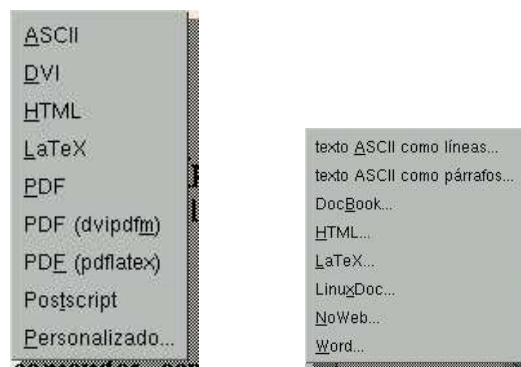 ASCII
DVI
HTML
LaTeX
PDF
PDF (dvipdfm)
PDF (pdflatex)
Postscript
Personalizado...
texto ASCII como líneas...
texto ASCII como párrafos...
DocBook...
HTML...
LaTeX...
LinuxDoc...
NoWeb...
Word...